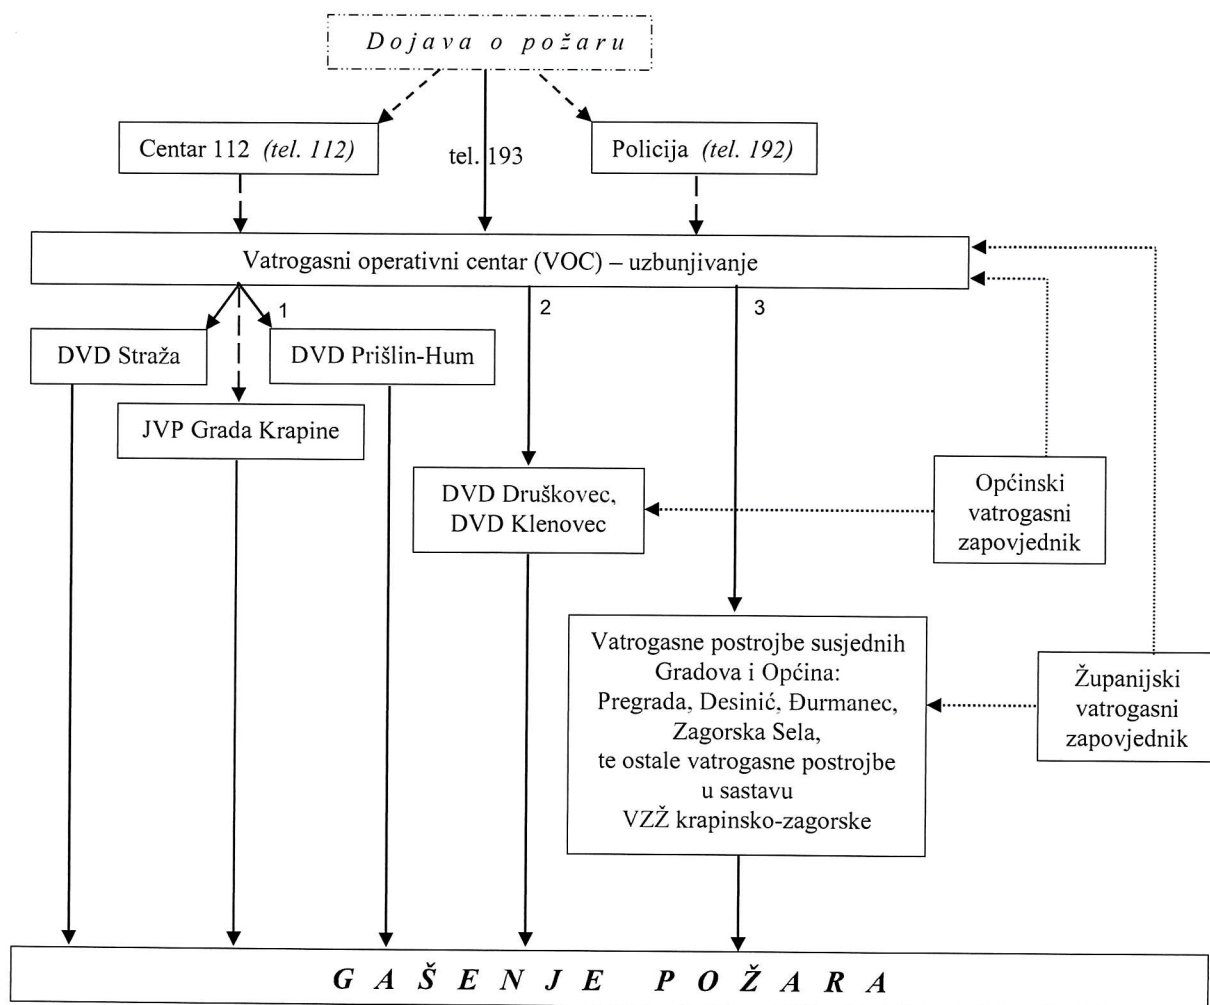 Dojava o požaru
Centar 112 (tel. 112)
tel. 193
Policija (tel. 192)
Vatrogasni operativni centar (VOC) – uzbunjivanje
1
2
3
DVD Straža
DVD Prišlin-Hum
JVP Grada Krapine
DVD Druškovec,
DVD Klenovec
Općinski
vatrogasni
zapovjednik
Vatrogasne postrojbe susjednih
Gradova i Općina:
Pregrada, Desinić, Đurmanec,
Zagorska Sela,
te ostale vatrogasne postrojbe
u sastavu
VZŽ krapinsko-zagorske
Županijski
vatrogasni
zapovjednik
GAŠENJE POŽARA